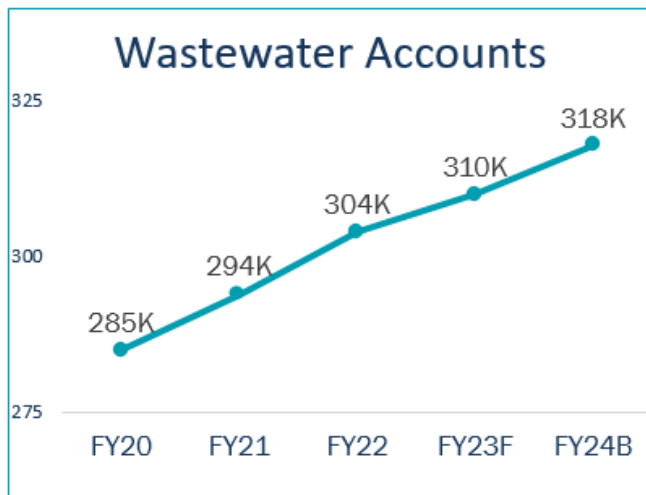 Wastewater Accounts
325
318K
310K
304K
300
294K
285K
275
FY20 FY21 FY22 FY23F FY24B